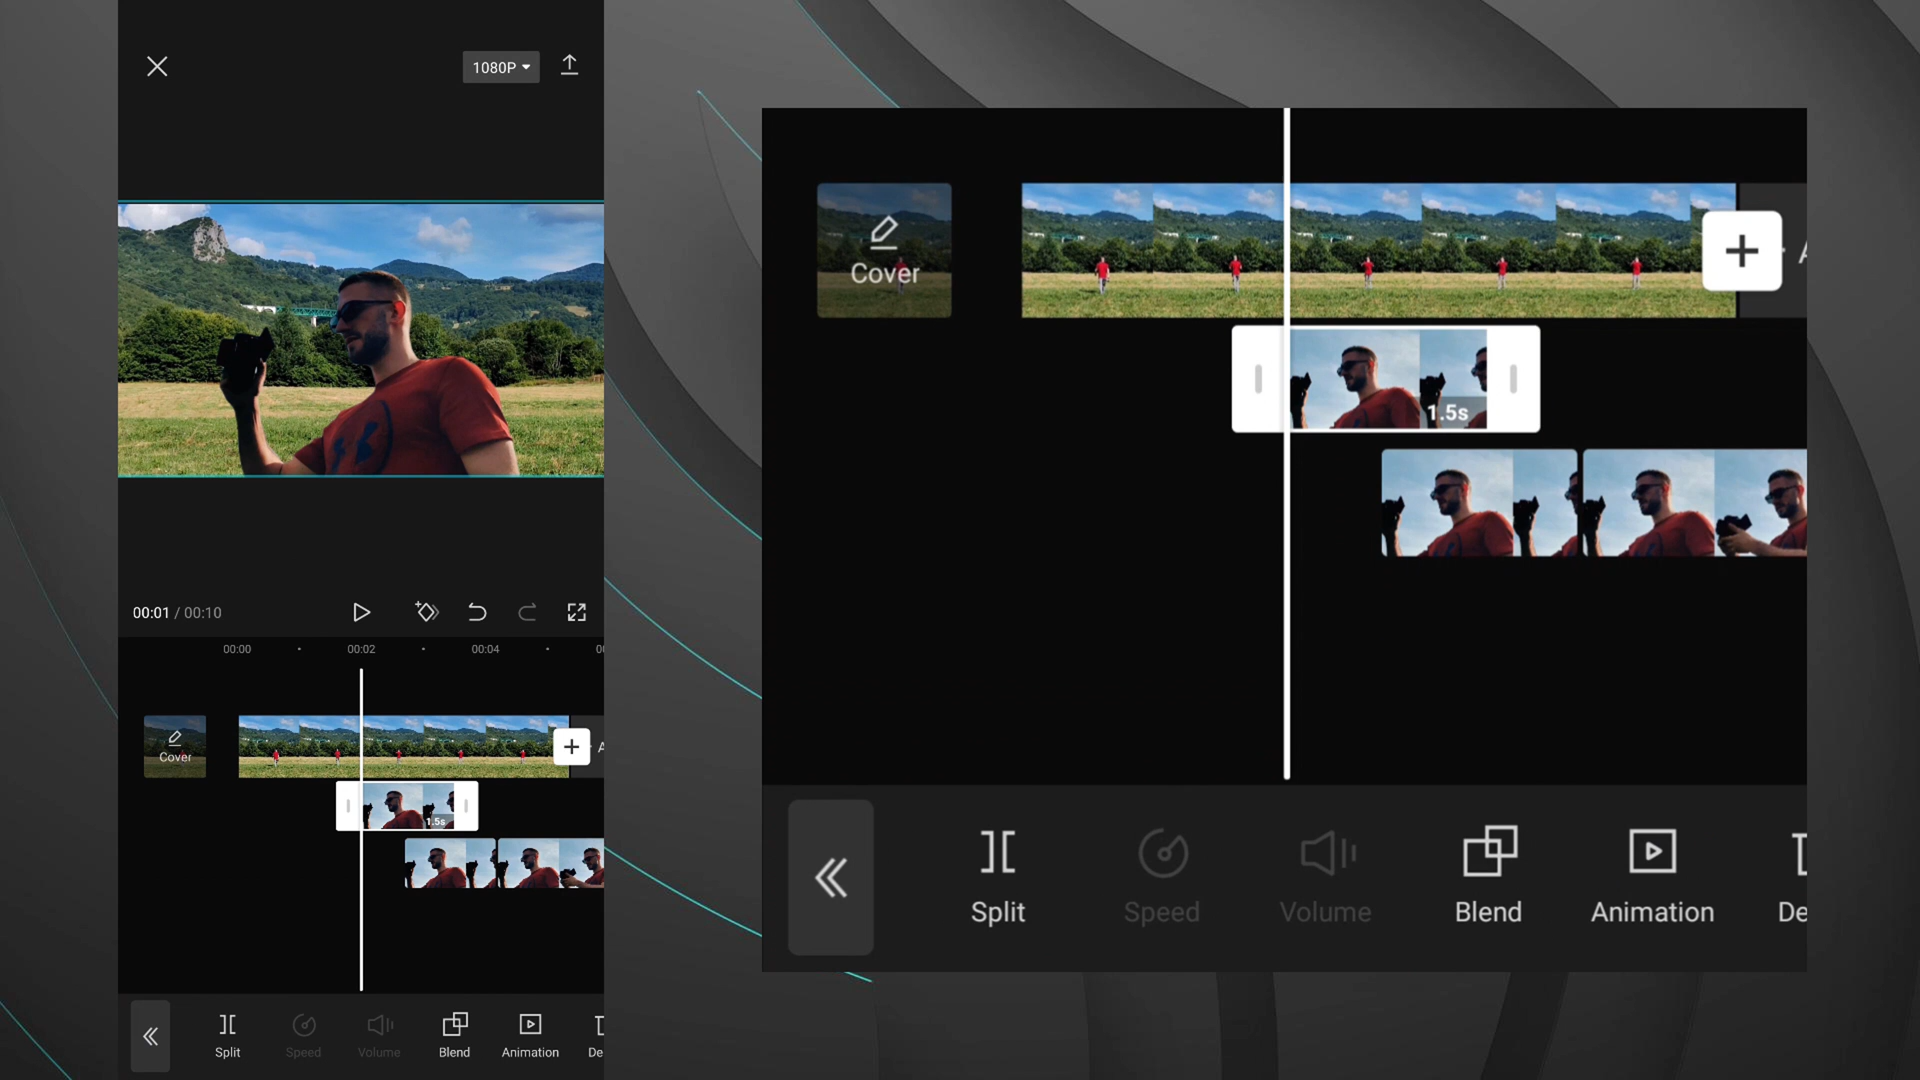 1080P
00:01 / 00:10
00:00
00:02
00:04
Cover
1.5s
Split
Speed
Volume
Blend
Animation
De
Cover
A
1.5s
Split
Speed
Volume
Blend
Animation
De